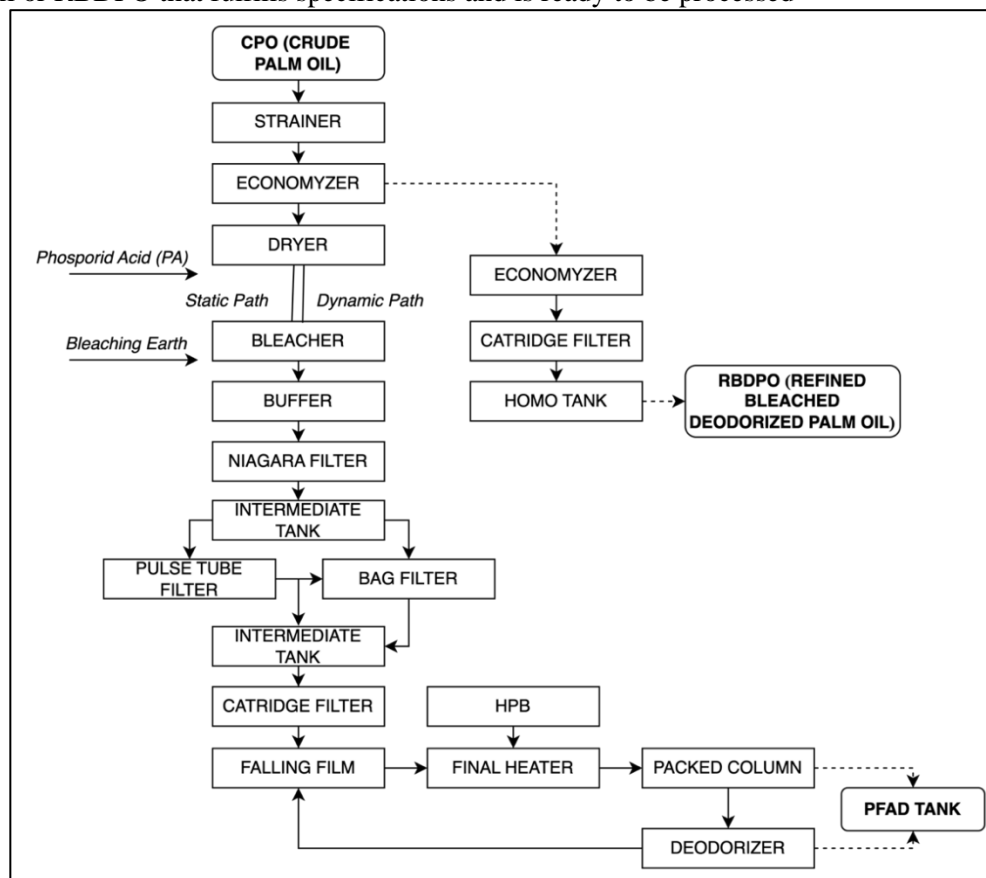 CPO (CRUDE
PALM OIL)
STRAINER
ECONOMYZER
DRYER
Phosporid Acid (PA)
Static Path
Dynamic Path
ECONOMYZER
BLEACHER
Bleaching Earth
CATRIDGE FILTER
BUFFER
HOMO TANK
RBDPO (REFINED
BLEACHED
DEODORIZED PALM OIL)
NIAGARA FILTER
INTERMEDIATE
TANK
PULSE TUBE
FILTER
BAG FILTER
INTERMEDIATE
TANK
CATRIDGE FILTER
HPB
FALLING FILM
FINAL HEATER
PACKED COLUMN
PFAD TANK
DEODORIZER